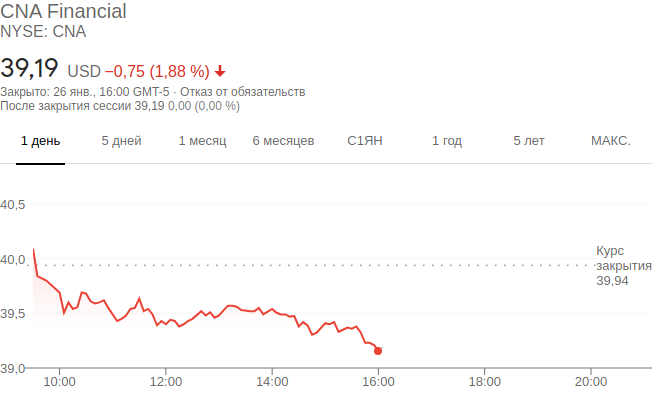 CNA Financial
NYSE: CNA
39,19 USD −0,75 (1,88 %)
Закрыто: 26 янв., 16:00 GMT-5 · Отказ от обязательств
После закрытия сессии 39,19 0,00 (0,00 %)
1 день 5 дней 1 месяц 6 месяцев С1ЯН 1 год 5 лет МАКС.
40,5
40,0
39,5
39,0
Курс
закрытия
39,94
10:00 12:00 14:00 16:00 18:00 20:00